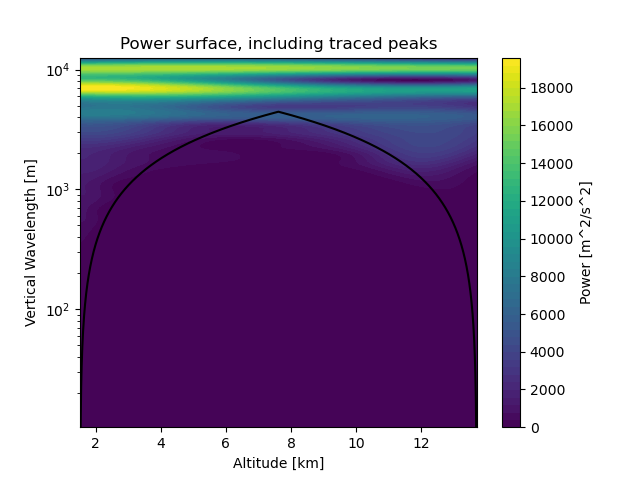 Power surface, including traced peaks
Vertical Wavelength [m]
10^4
10^3
10^2
2 4 6 8 10 12
Altitude [km]
18000
16000
14000
12000
10000
8000
6000
4000
2000
0
Power [m^2/s^2]